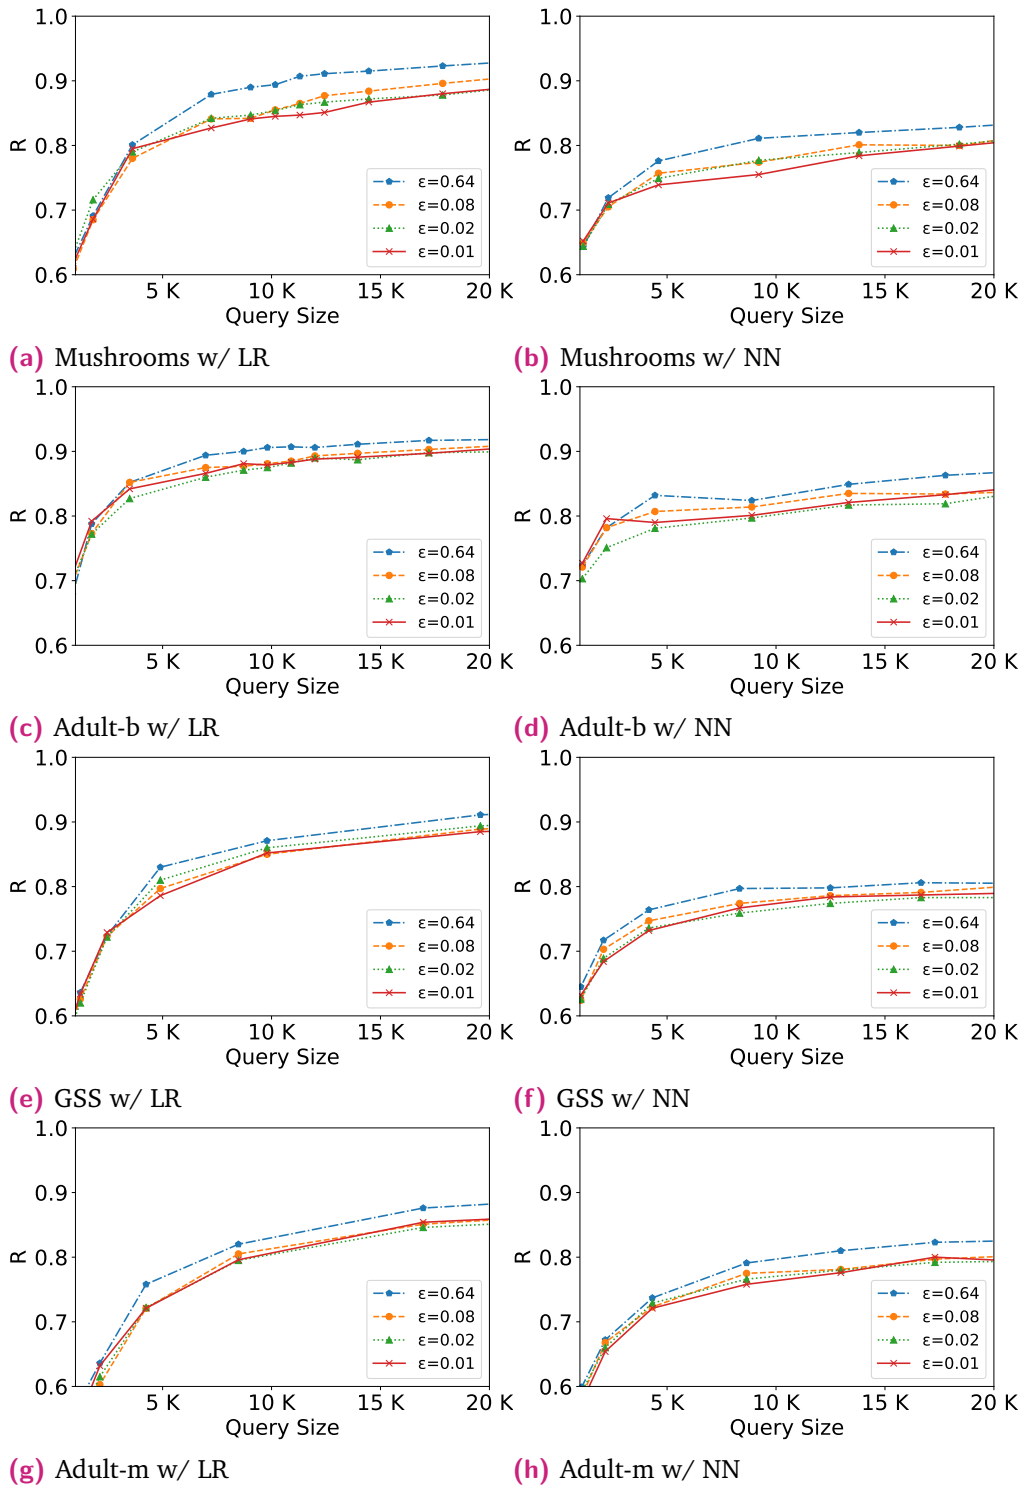 1.0
0.9
0.8
0.7
0.6
R
5 K 10 K 15 K 20 K
Query Size
ε=0.64
ε=0.08
ε=0.02
ε=0.01
(a) Mushrooms w/ LR
1.0
0.9
0.8
0.7
0.6
R
5 K 10 K 15 K 20 K
Query Size
ε=0.64
ε=0.08
ε=0.02
ε=0.01
(b) Mushrooms w/ NN
1.0
0.9
0.8
0.7
0.6
R
5 K 10 K 15 K 20 K
Query Size
ε=0.64
ε=0.08
ε=0.02
ε=0.01
(c) Adult-b w/ LR
1.0
0.9
0.8
0.7
0.6
R
5 K 10 K 15 K 20 K
Query Size
ε=0.64
ε=0.08
ε=0.02
ε=0.01
(d) Adult-b w/ NN
1.0
0.9
0.8
0.7
0.6
R
5 K 10 K 15 K 20 K
Query Size
ε=0.64
ε=0.08
ε=0.02
ε=0.01
(e) GSS w/ LR
1.0
0.9
0.8
0.7
0.6
R
5 K 10 K 15 K 20 K
Query Size
ε=0.64
ε=0.08
ε=0.02
ε=0.01
(f) GSS w/ NN
1.0
0.9
0.8
0.7
0.6
R
5 K 10 K 15 K 20 K
Query Size
ε=0.64
ε=0.08
ε=0.02
ε=0.01
(g) Adult-m w/ LR
1.0
0.9
0.8
0.7
0.6
R
5 K 10 K 15 K 20 K
Query Size
ε=0.64
ε=0.08
ε=0.02
ε=0.01
(h) Adult-m w/ NN